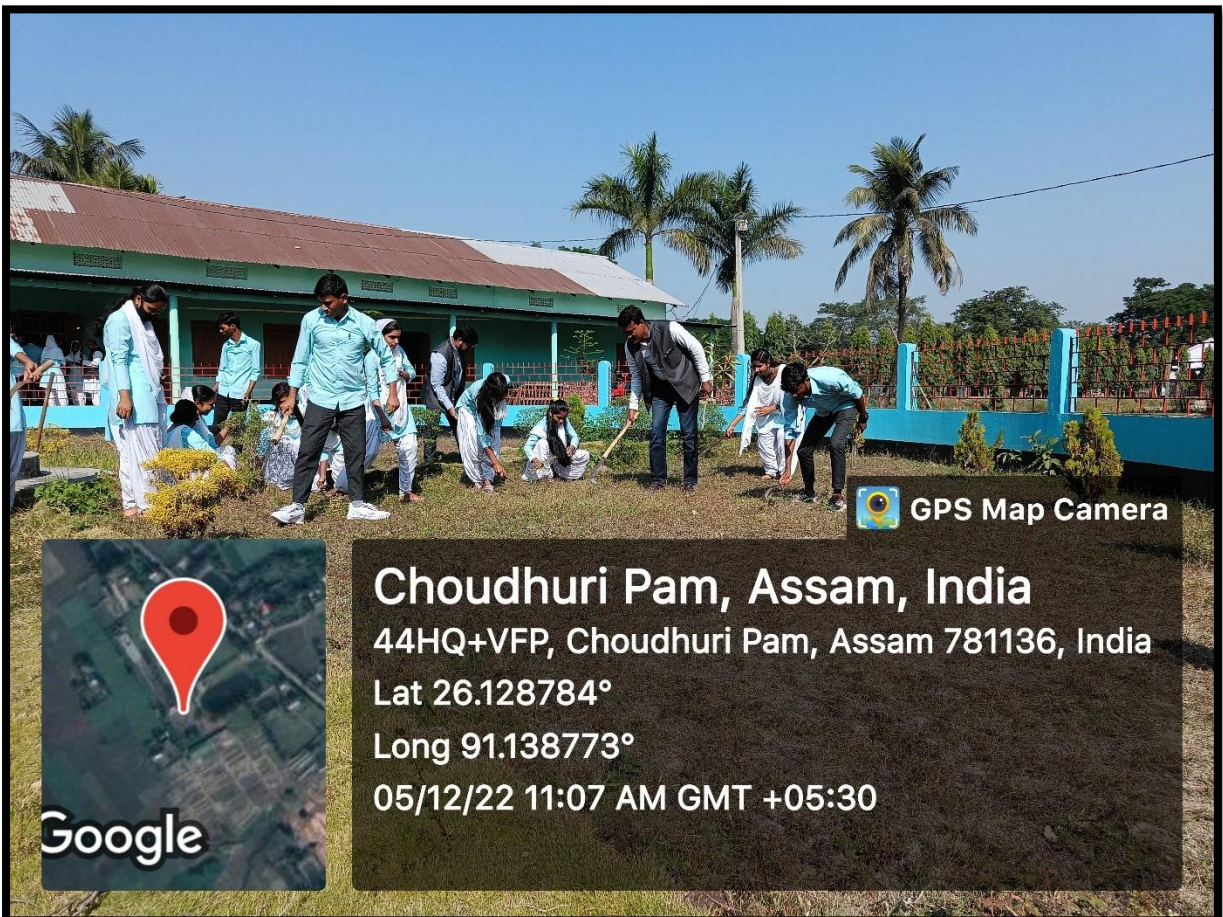 GPS Map Camera
Choudhuri Pam, Assam, India
44HQ+VFP, Choudhuri Pam, Assam 781136, India
Lat 26.128784°
Long 91.138773°
05/12/22 11:07 AM GMT +05:30
Google